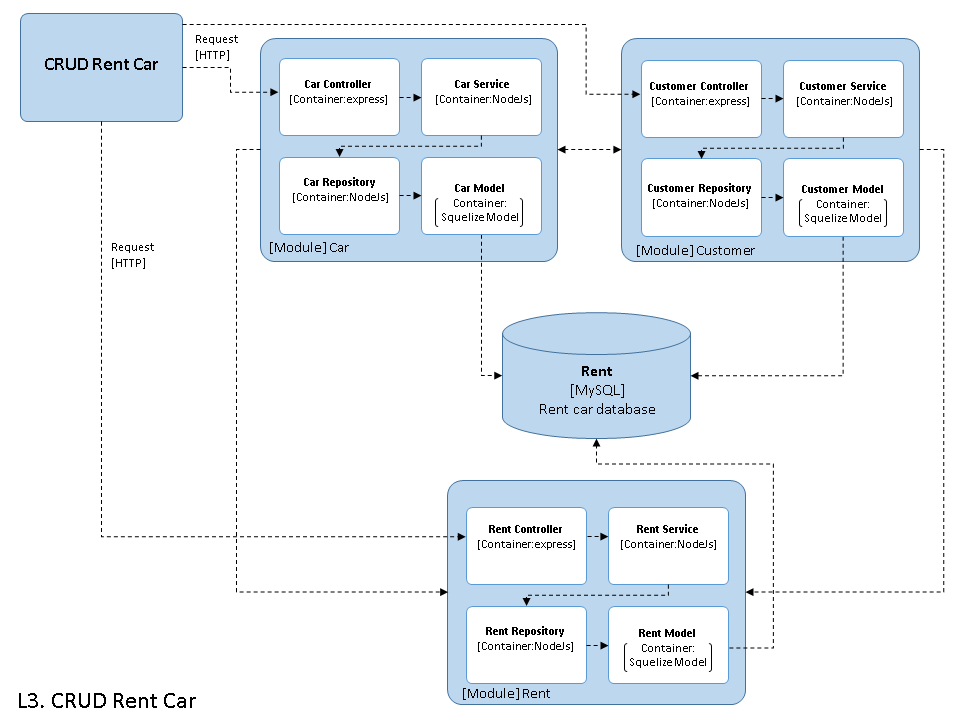 CRUD Rent Car
Request
[HTTP]
Car Controller
[Container:express]
Car Service
[Container:NodeJs]
Car Repository
[Container:NodeJs]
Car Model
Container:
Squelize Model
[Module] Car
Customer Controller
[Container:express]
Customer Service
[Container:NodeJs]
Customer Repository
[Container:NodeJs]
Customer Model
Container:
Squelize Model
[Module] Customer
Request
[HTTP]
Rent
[MySQL]
Rent car database
Rent Controller
[Container:express]
Rent Service
[Container:NodeJs]
Rent Repository
[Container:NodeJs]
Rent Model
Container:
Squelize Model
[Module] Rent
L3. CRUD Rent Car